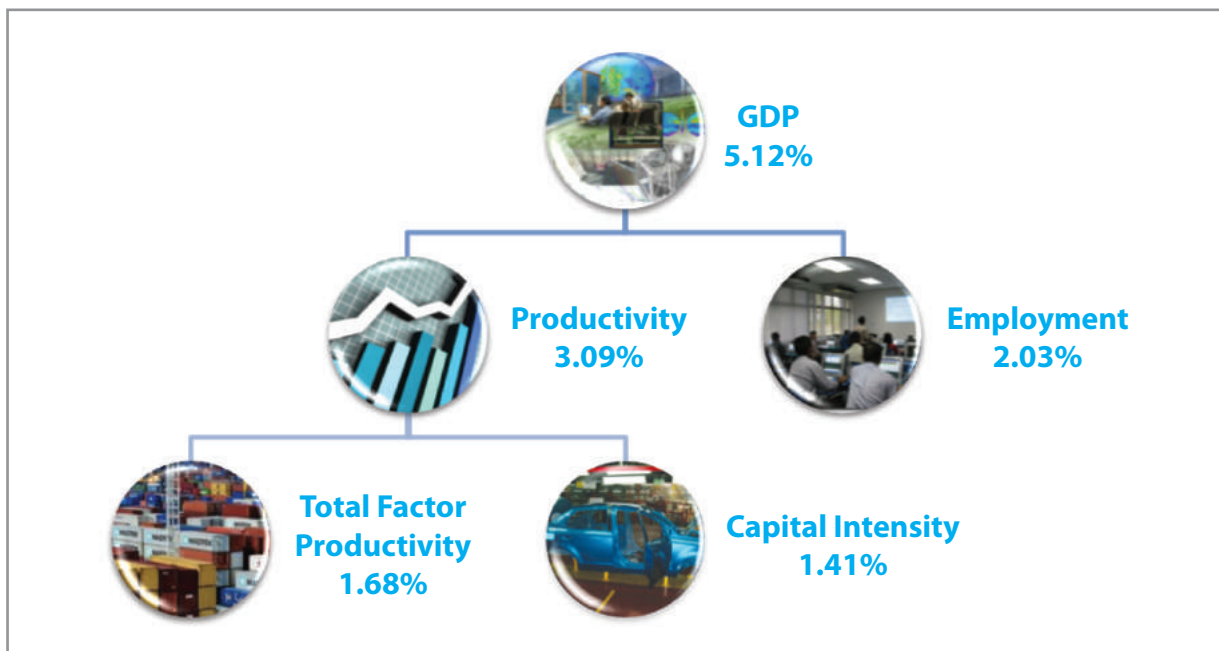 GDP
5.12%
Productivity
3.09%
Employment
2.03%
Total Factor
Productivity
1.68%
Capital Intensity
1.41%